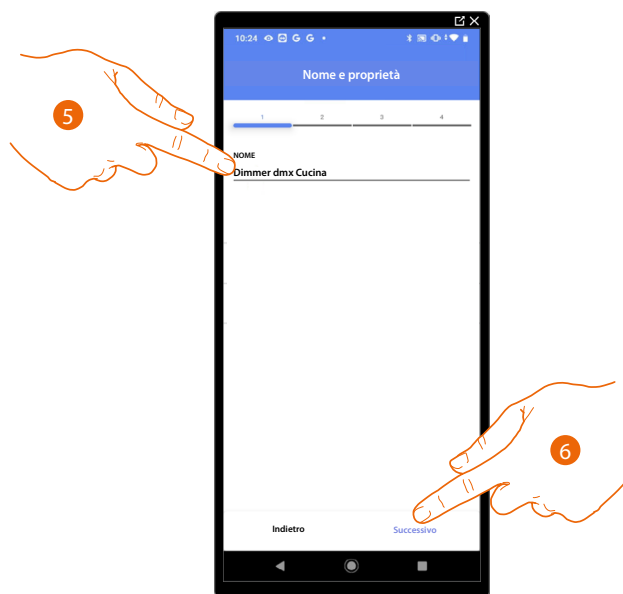 10:24 G G
Nome e proprietà
1 2 3 4
NOME
Dimmer dmx Cucina
5
6
Indietro Successivo